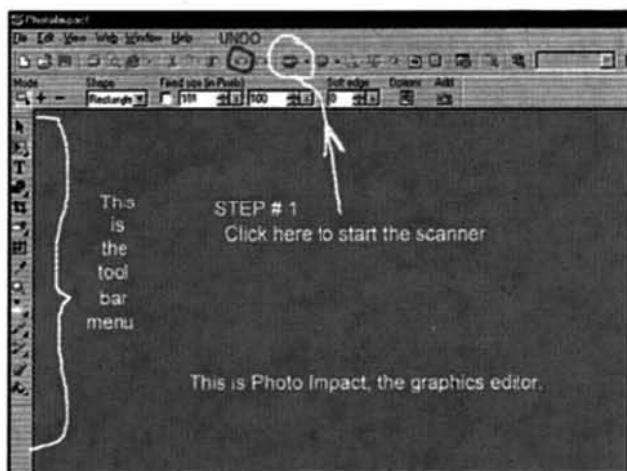 PhotoImpact
File Edit View Web Window Help UNDO
Mode Shape Fixed size (in Pixels) Soft edge Options Add
Rectangle 101 100 0
This
is
the
tool
bar
menu
STEP # 1
Click here to start the scanner
This is Photo Impact, the graphics editor.